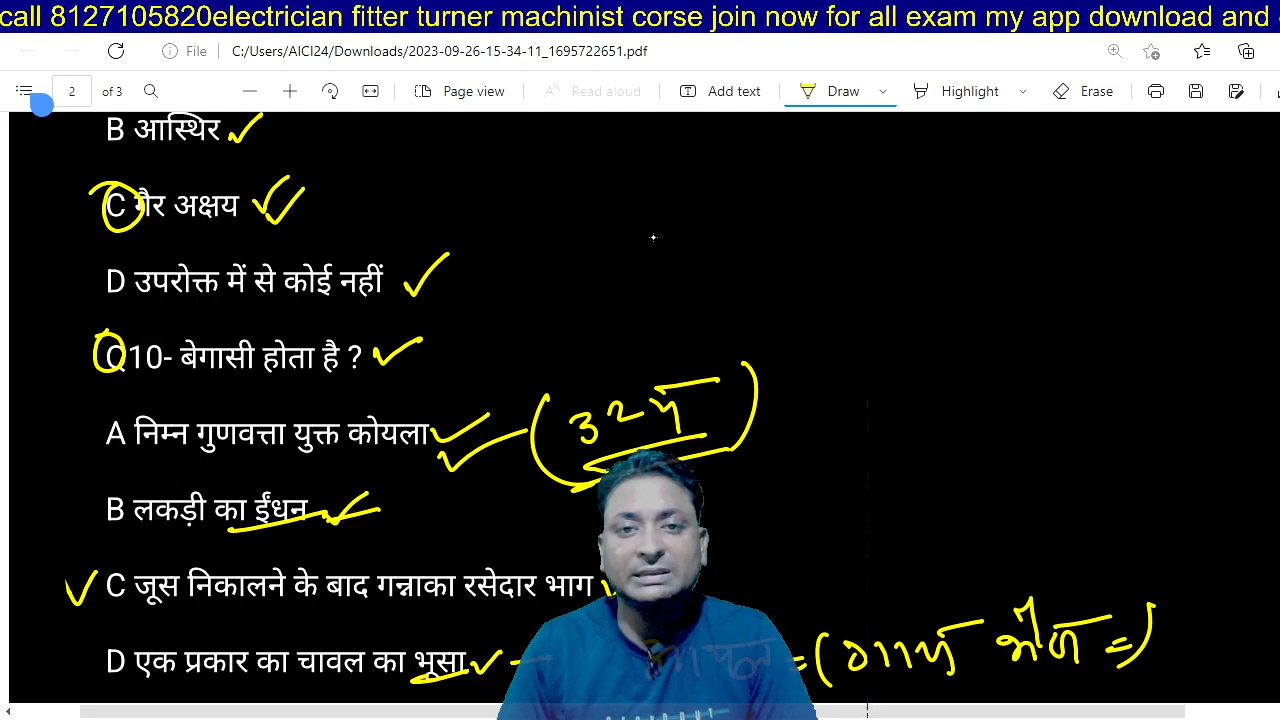 call 8127105820electrician fitter turner machinist corse join now for all exam my app download and
File C:/Users/AICI24/Downloads/2023-09-26-15-34-11_1695722651.pdf
2 of 3 Page view Read aloud Add text Draw Highlight Erase
B आस्थिर
C गैर अक्षय
D उपरोक्त में से कोई नहीं
Q10- बेगासी होता है ?
A निम्न गुणवत्ता युक्त कोयला
B लकड़ी का ईंधन
C जूस निकालने के बाद गन्नाका रसेदार भाग
D एक प्रकार का चावल का भूसा